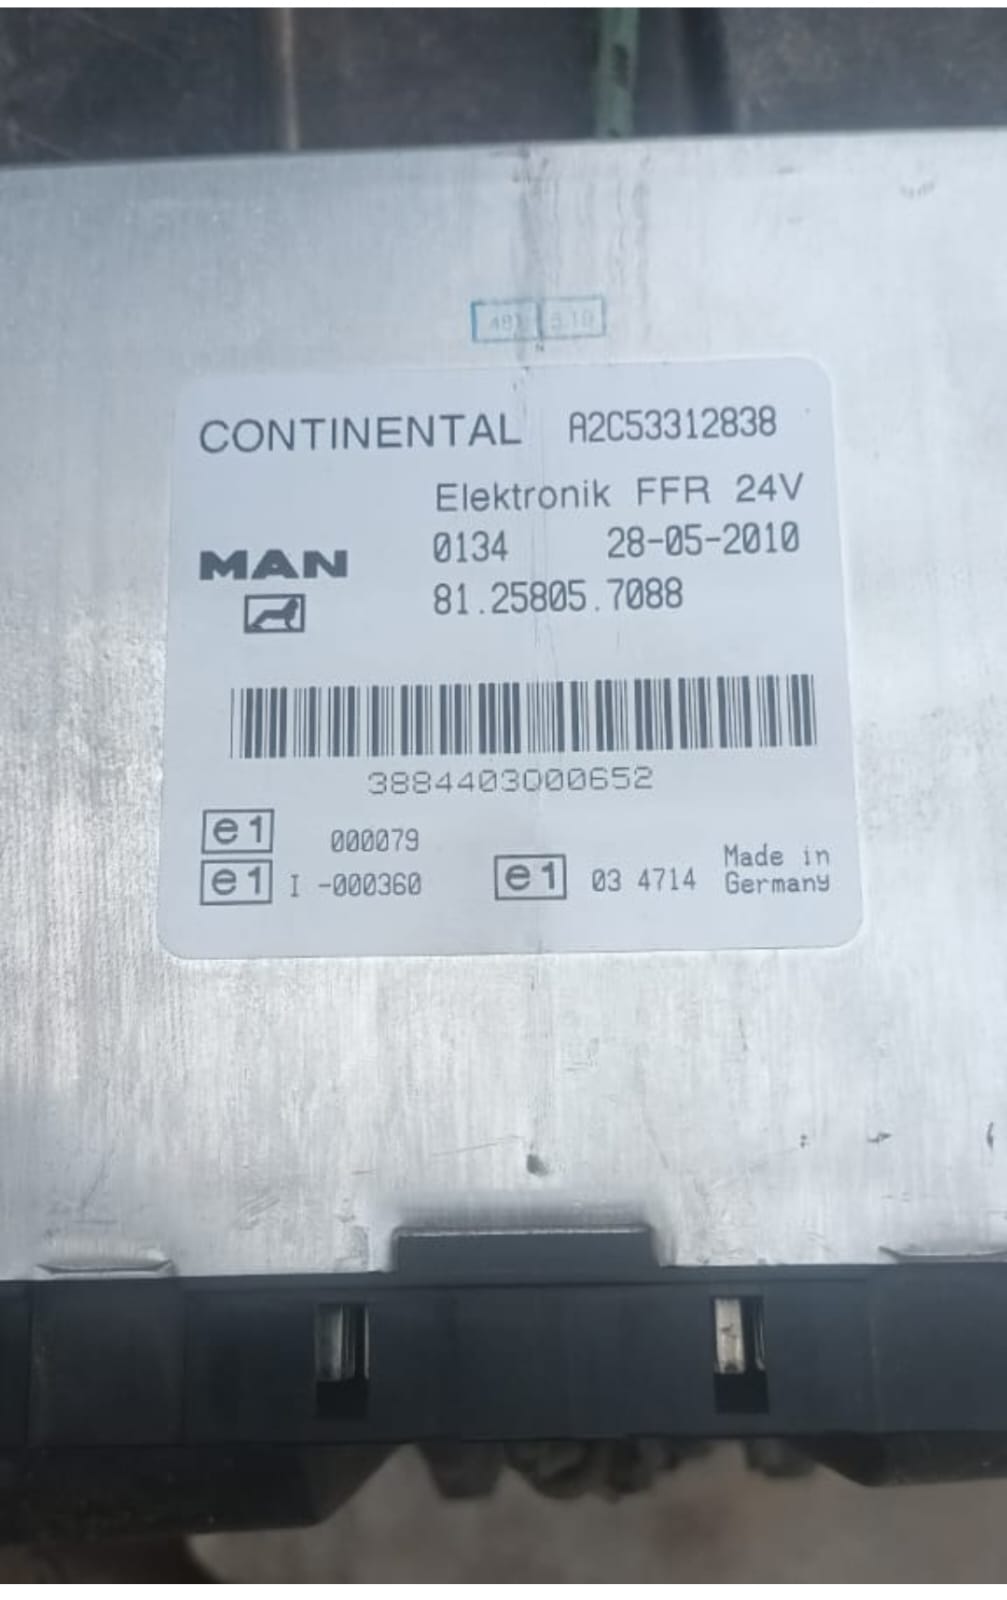 CONTINENTAL A2C53312838
Elektronik FFR 24V
MAN 0134 28-05-2010
81.25805.7088
3884403000652
e1 000079
e1 I -000360 e1 03 4714 Made in
Germany